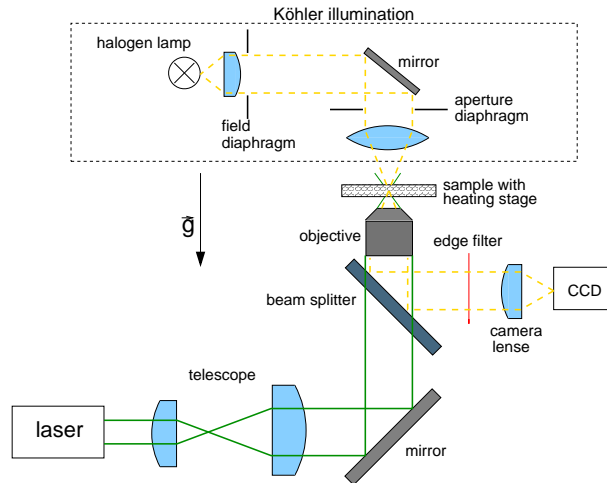 Köhler illumination
halogen lamp
mirror
field
diaphragm
aperture
diaphragm
sample with
heating stage
g
objective
edge filter
beam splitter
CCD
camera
lense
telescope
laser
mirror